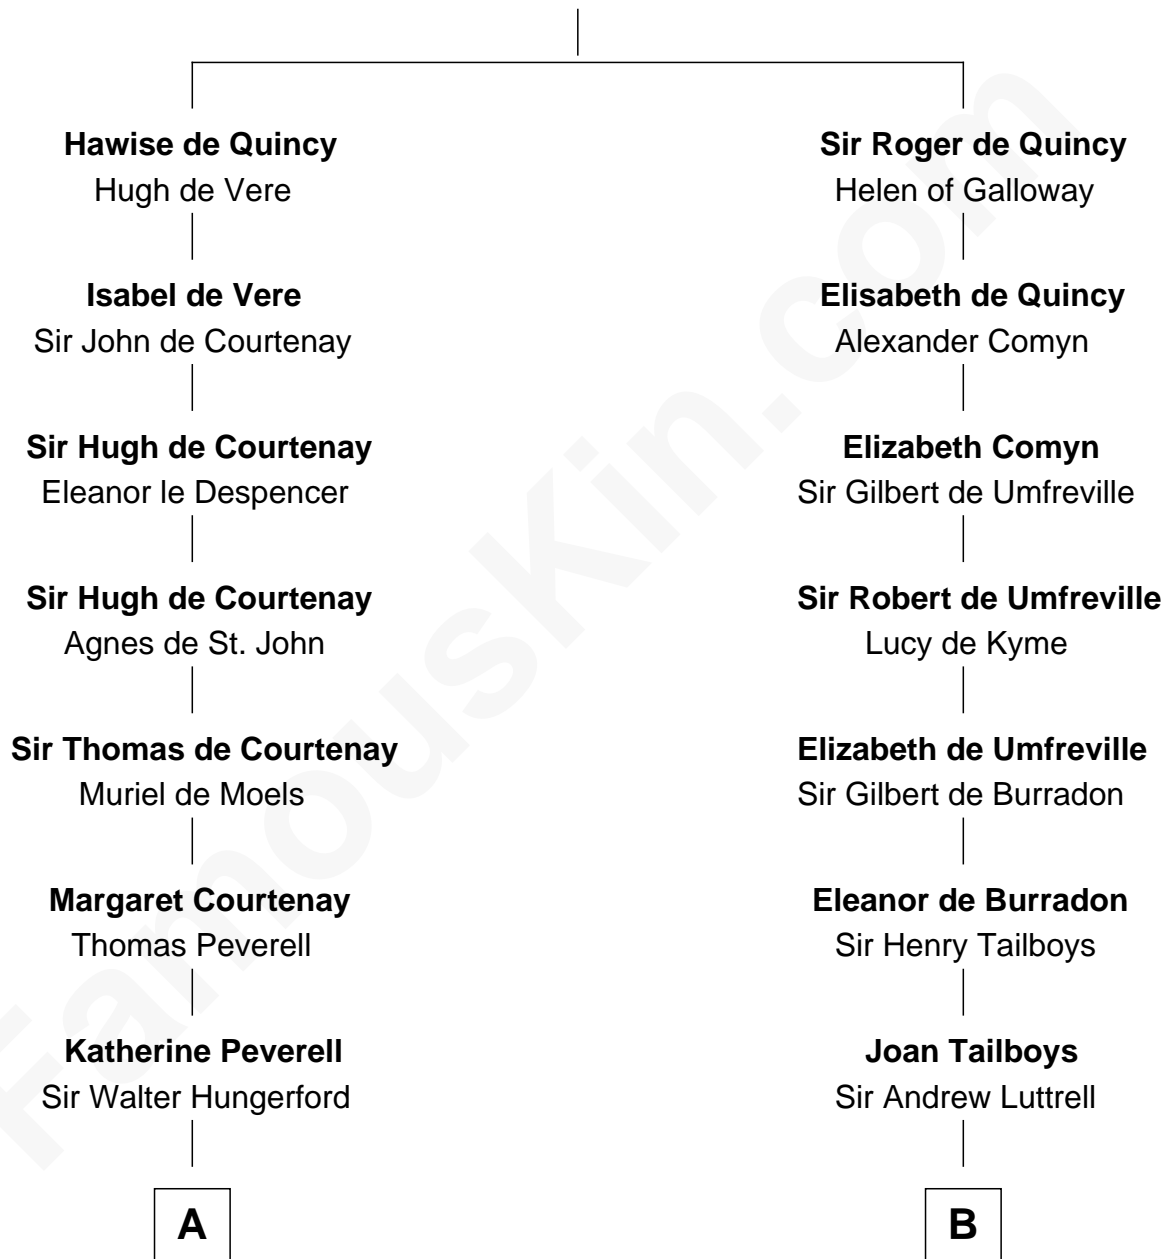 Hawise de Quincy
Hugh de Vere
Sir Roger de Quincy
Helen of Galloway
Isabel de Vere
Sir John de Courtenay
Elisabeth de Quincy
Alexander Comyn
Sir Hugh de Courtenay
Eleanor le Despencer
Elizabeth Comyn
Sir Gilbert de Umfreville
Sir Hugh de Courtenay
Agnes de St. John
Sir Robert de Umfreville
Lucy de Kyme
Sir Thomas de Courtenay
Muriel de Moels
Elizabeth de Umfreville
Sir Gilbert de Burradon
Margaret Courtenay
Thomas Peverell
Eleanor de Burradon
Sir Henry Tailboys
Katherine Peverell
Sir Walter Hungerford
Joan Tailboys
Sir Andrew Luttrell
A
B
FamousKin.com